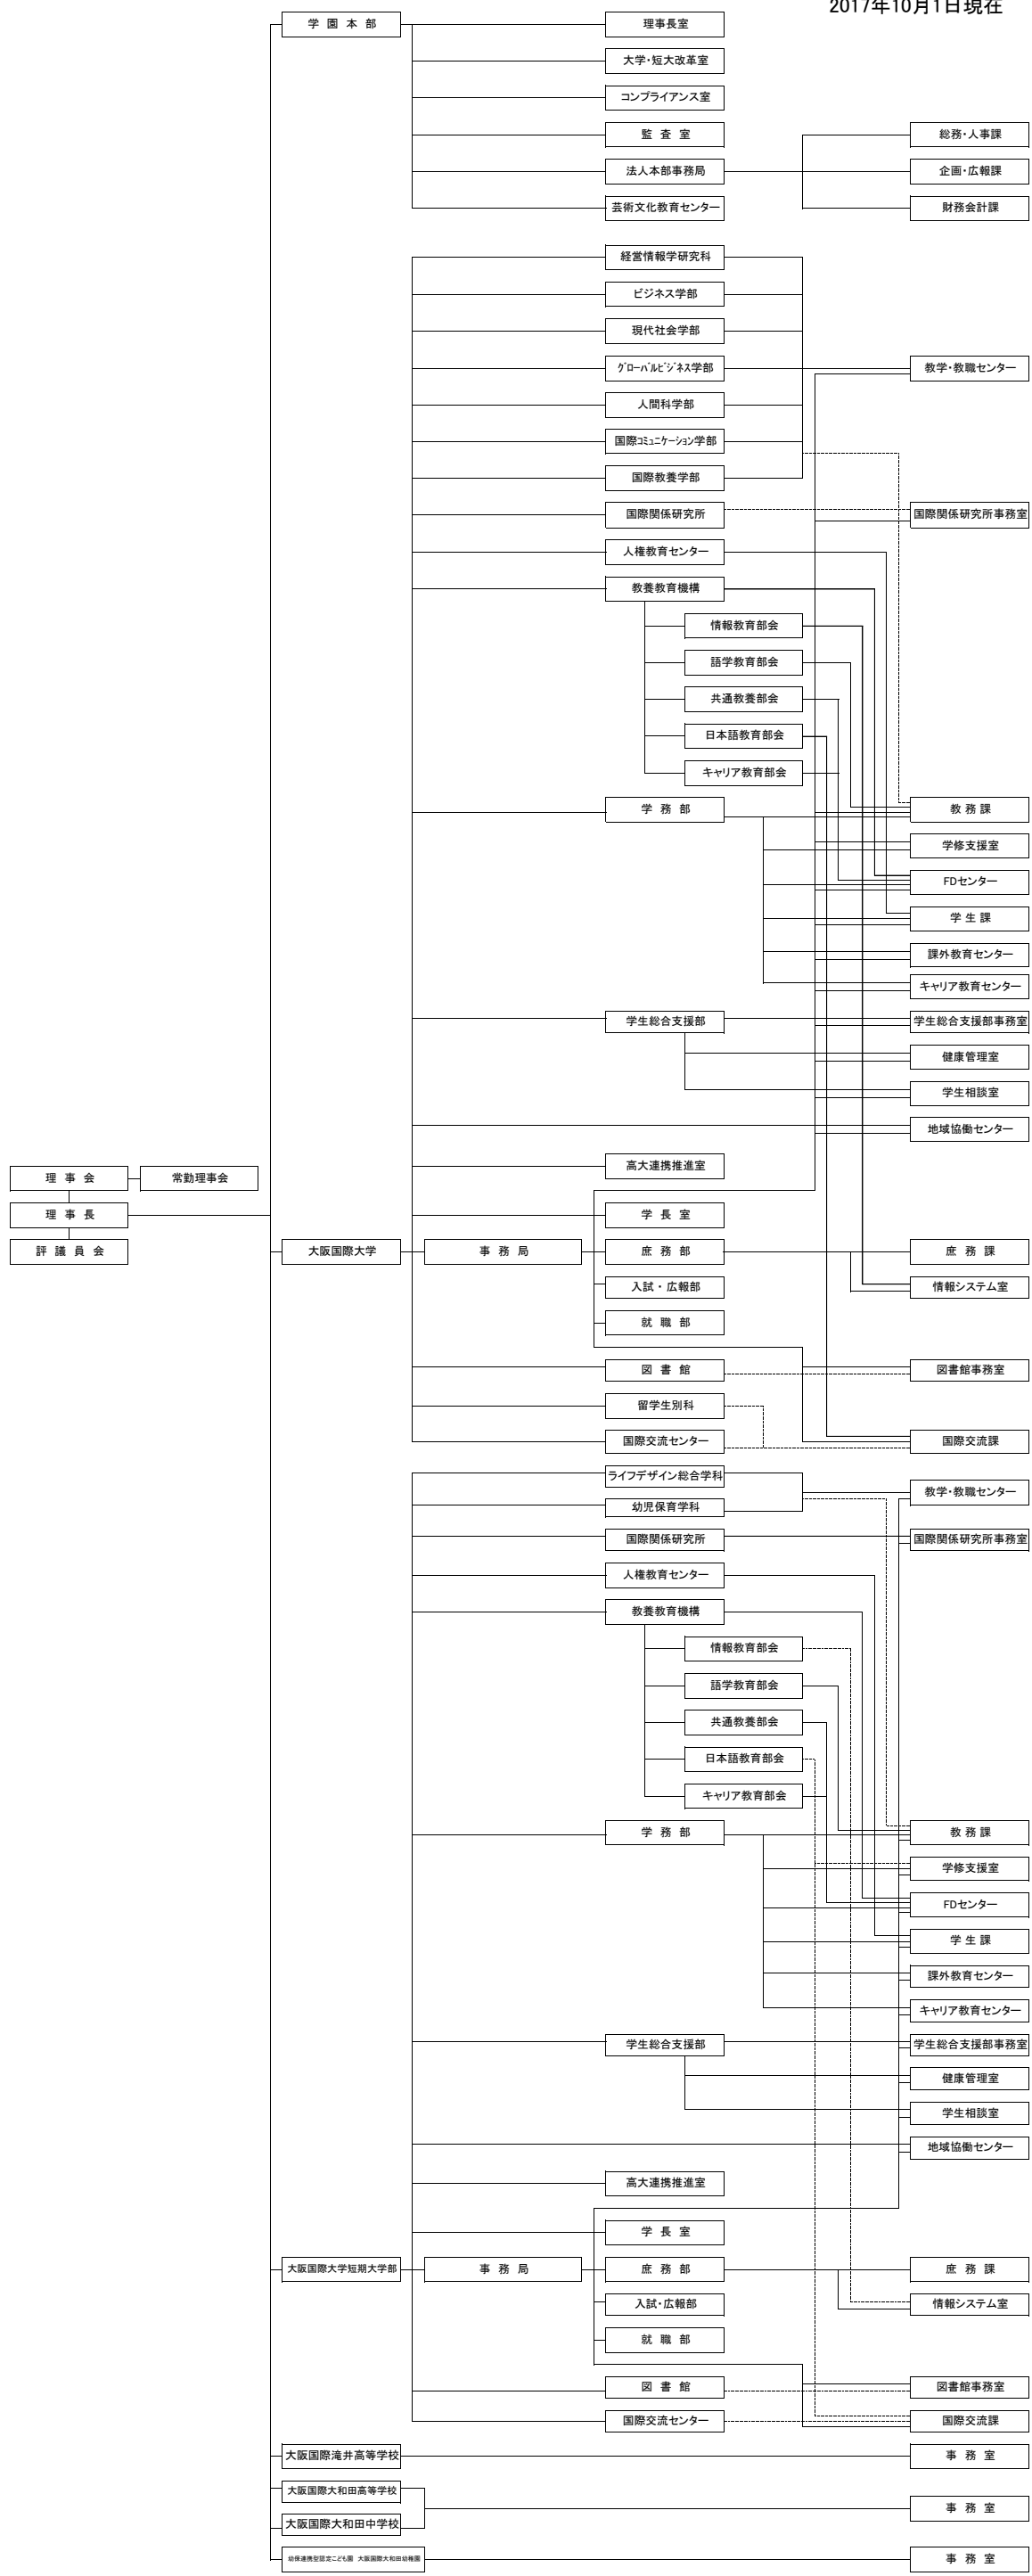 2017年10月1日現在
学園本部
理事長室
大学・短大改革室
コンプライアンス室
監査室
総務・人事課
法人本部事務局
企画・広報課
芸術文化教育センター
財務会計課
経営情報学研究科
ビジネス学部
現代社会学部
グローバルビジネス学部
教学・教職センター
人間科学部
国際コミュニケーション学部
国際教養学部
国際関係研究所
国際関係研究所事務室
人権教育センター
教養教育機構
情報教育部会
語学教育部会
共通教養部会
日本語教育部会
キャリア教育部会
学務部
教務課
学修支援室
FDセンター
学生課
課外教育センター
キャリア教育センター
学生総合支援部
学生総合支援部事務室
健康管理室
学生相談室
地域協働センター
高大連携推進室
理事会
常勤理事会
理事長
学長室
評議員会
大阪国際大学
事務局
庶務部
庶務課
入試・広報部
情報システム室
就職部
図書館
図書館事務室
留学生別科
国際交流センター
国際交流課
ライフデザイン総合学科
教学・教職センター
幼児保育学科
国際関係研究所
国際関係研究所事務室
人権教育センター
教養教育機構
情報教育部会
語学教育部会
共通教養部会
日本語教育部会
キャリア教育部会
学務部
教務課
学修支援室
FDセンター
学生課
課外教育センター
キャリア教育センター
学生総合支援部
学生総合支援部事務室
健康管理室
学生相談室
地域協働センター
高大連携推進室
学長室
大阪国際大学短期大学部
事務局
庶務部
庶務課
入試・広報部
情報システム室
就職部
図書館
図書館事務室
国際交流センター
国際交流課
大阪国際滝井高等学校
事務室
大阪国際大和田高等学校
事務室
大阪国際大和田中学校
幼保連携型認定こども園 大阪国際大和田幼稚園
事務室